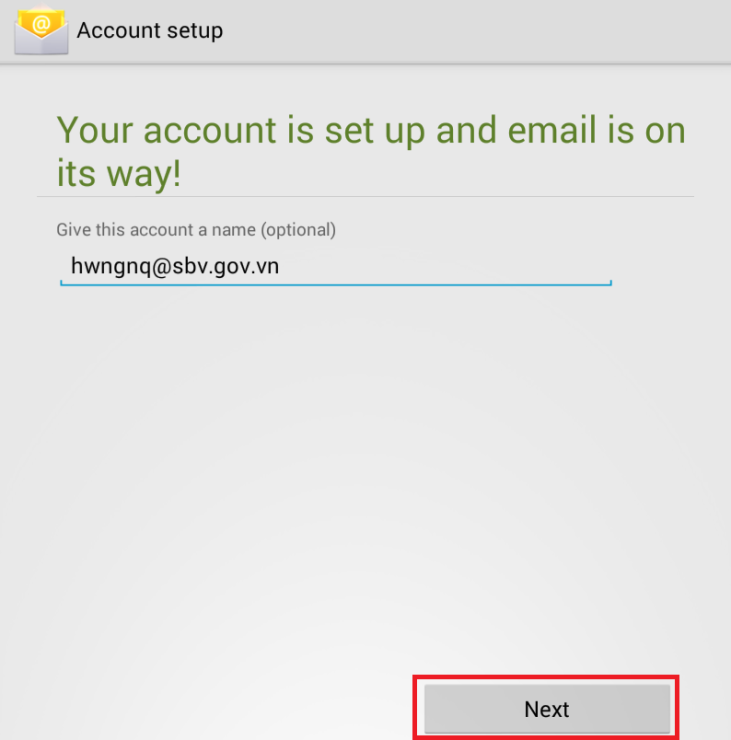 Account setup
Your account is set up and email is on
its way!
Give this account a name (optional)
hwngnq@sbv.gov.vn
Next